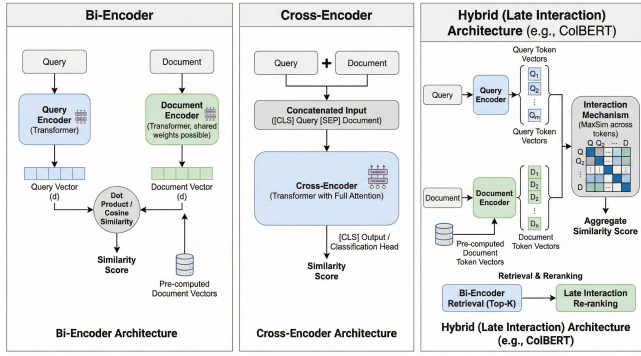 Bi-Encoder
Query
Document
Query
Encoder
(Transformer)
Document
Encoder
(Transformer, shared
weights possible)
Query Vector
(d)
Document Vector
(d)
Dot
Product /
Cosine
Similarity
Similarity
Score
Pre-computed
Document Vectors
Bi-Encoder Architecture
Cross-Encoder
Query
+
Document
Concatenated Input
([CLS] Query [SEP] Document)
Cross-Encoder
(Transformer with Full Attention)
[CLS] Output /
Classification Head
Similarity
Score
Cross-Encoder Architecture
Hybrid (Late Interaction)
Architecture (e.g., ColBERT)
Query Token
Vectors
Query
Query
Encoder
Q1
Q2
...
Qm
Query Token
Vectors
Interaction
Mechanism
(MaxSim across
tokens)
Q Q2 ... D
Q
Q2
⋮
D
Document
Document
Encoder
D1
D2
D2
⋮
Dn
Pre-computed
Document
Token Vectors
Document
Token Vectors
Aggregate
Similarity Score
Retrieval & Reranking
Bi-Encoder
Retrieval (Top-K)
Late Interaction
Re-ranking
Hybrid (Late Interaction) Architecture
(e.g., ColBERT)